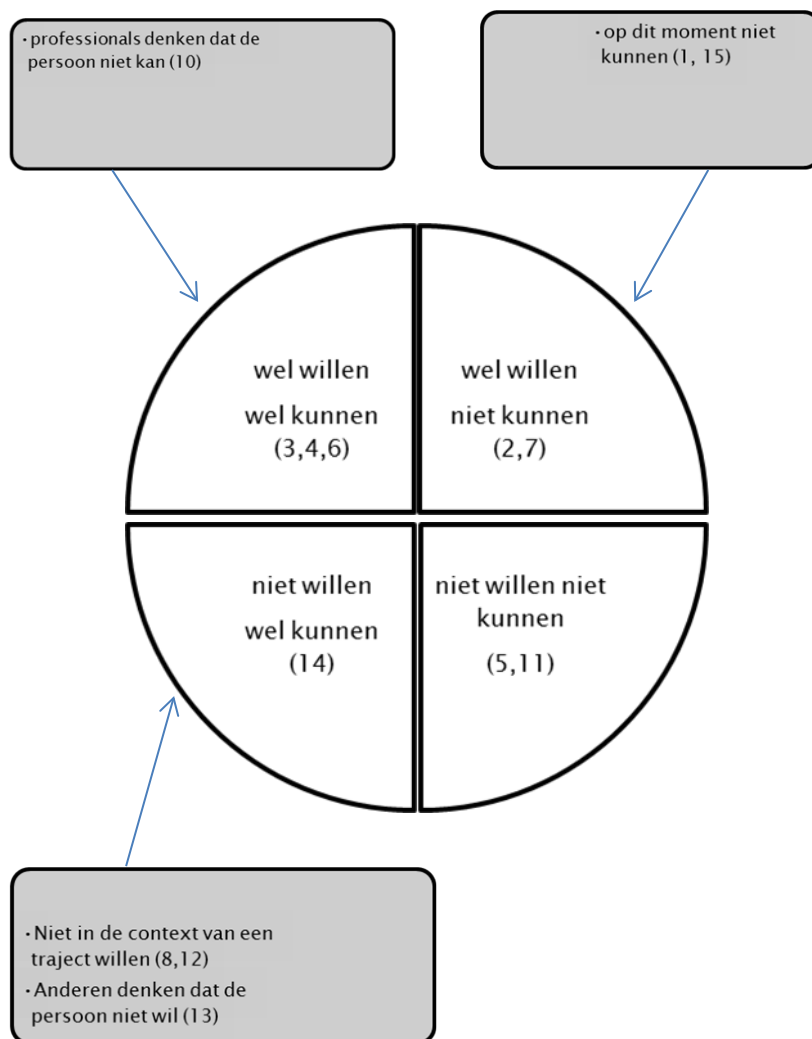 · professionals denken dat de
persoon niet kan (10)
· op dit moment niet
kunnen (1, 15)
wel willen
wel kunnen
(3,4,6)
wel willen
niet kunnen
(2,7)
niet willen
wel kunnen
(14)
niet willen niet
kunnen
(5,11)
· Niet in de context van een
traject willen (8,12)
· Anderen denken dat de
persoon niet wil (13)